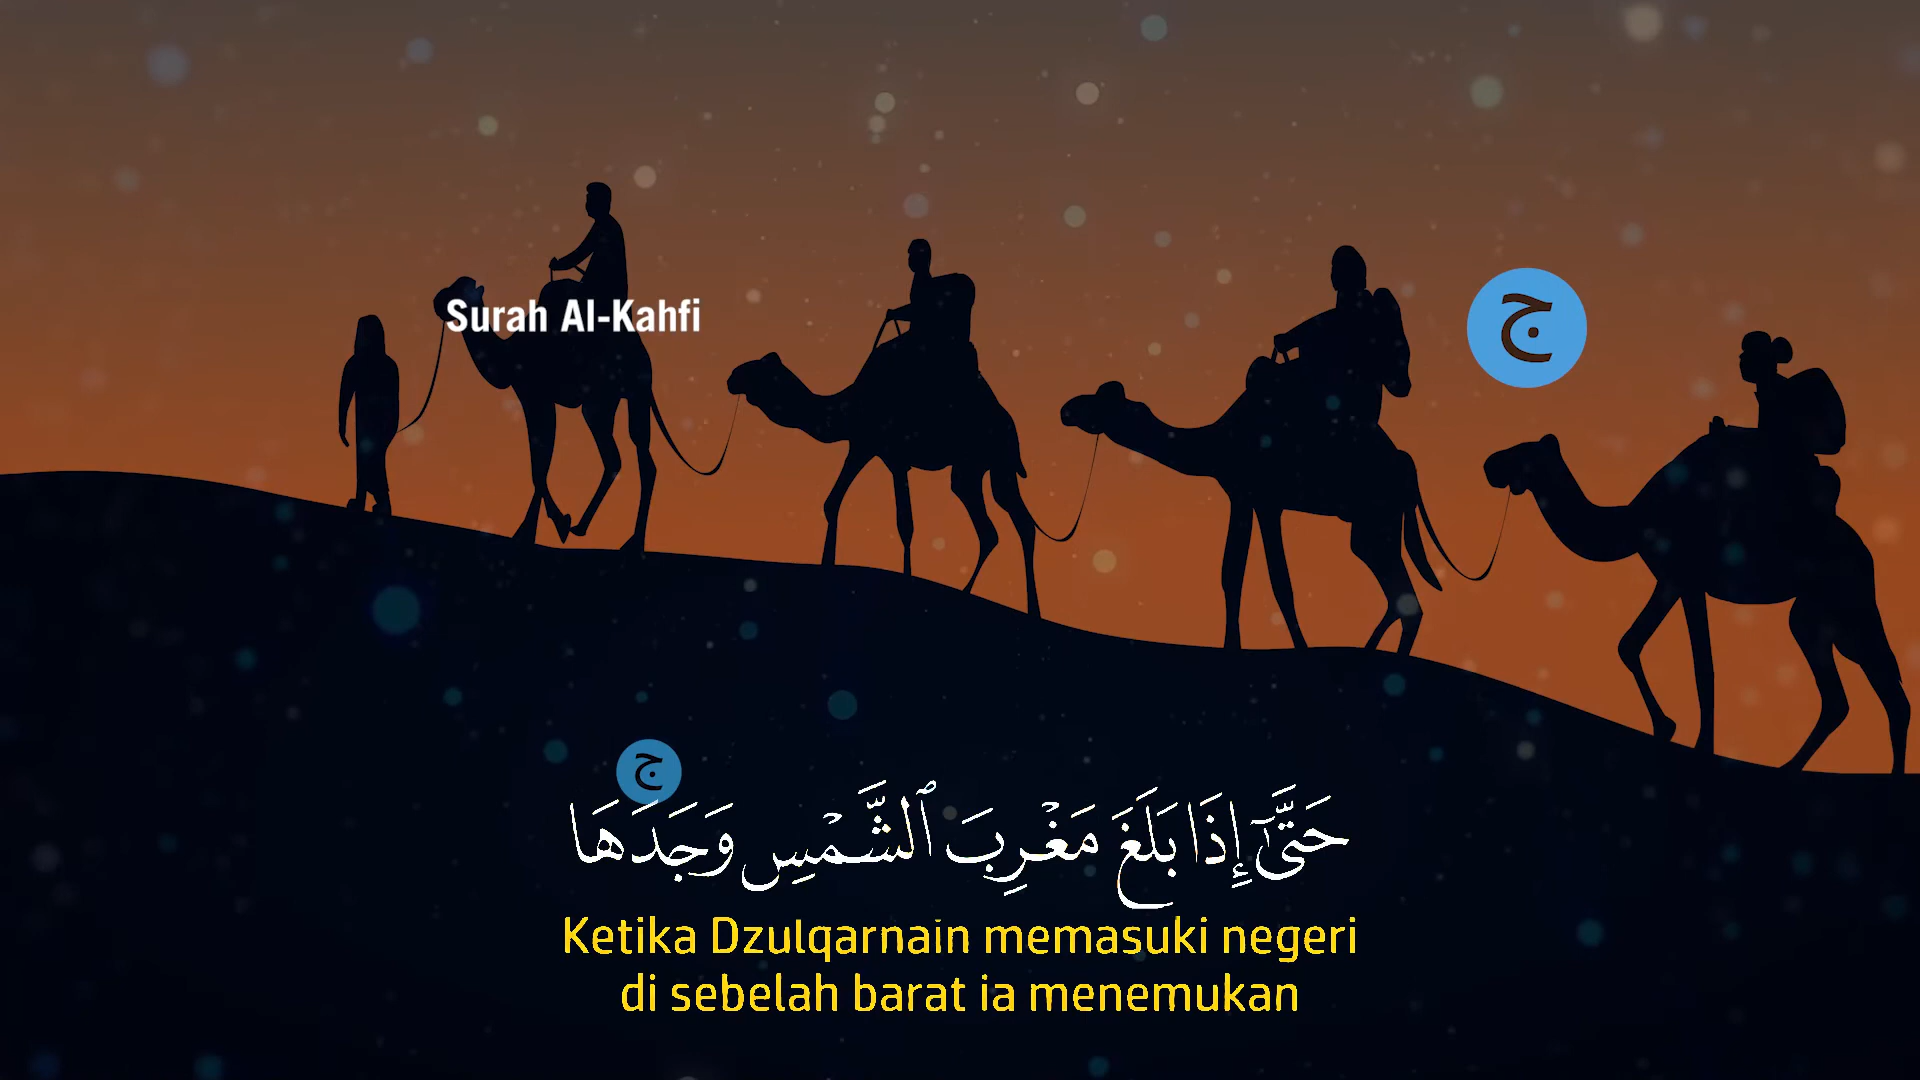 Surah Al-Kahfi
ج
ج
حَتَّىٰٓ إِذَا بَلَغَ مَغْرِبَ ٱلشَّمْسِ وَجَدَهَا
Ketika Dzulqarnain memasuki negeri
di sebelah barat ia menemukan